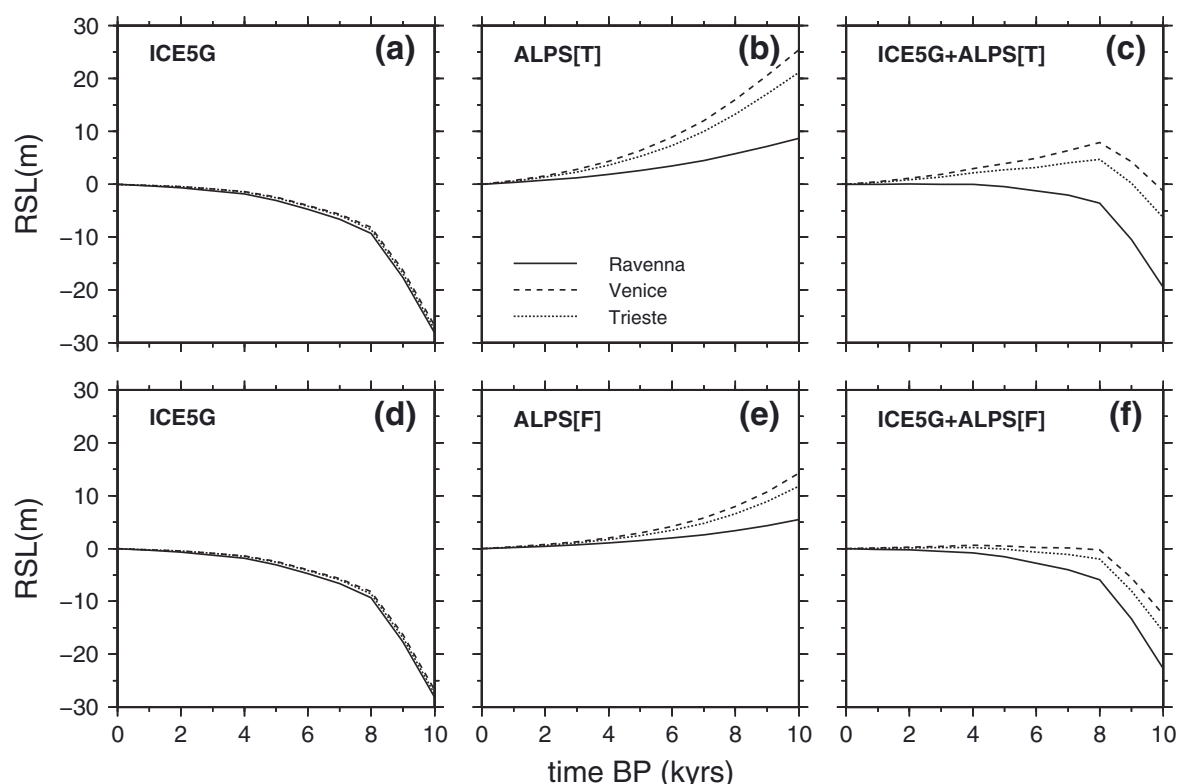 30
20
10
0
−10
−20
−30
RSL(m)
ICE5G
(a)
ALPS[T]
(b)
Ravenna
Venice
Trieste
ICE5G+ALPS[T]
(c)
30
20
10
0
−10
−20
−30
RSL(m)
ICE5G
(d)
ALPS[F]
(e)
ICE5G+ALPS[F]
(f)
0 2 4 6 8 10
0 2 4 6 8 10
0 2 4 6 8 10
time BP (kyrs)